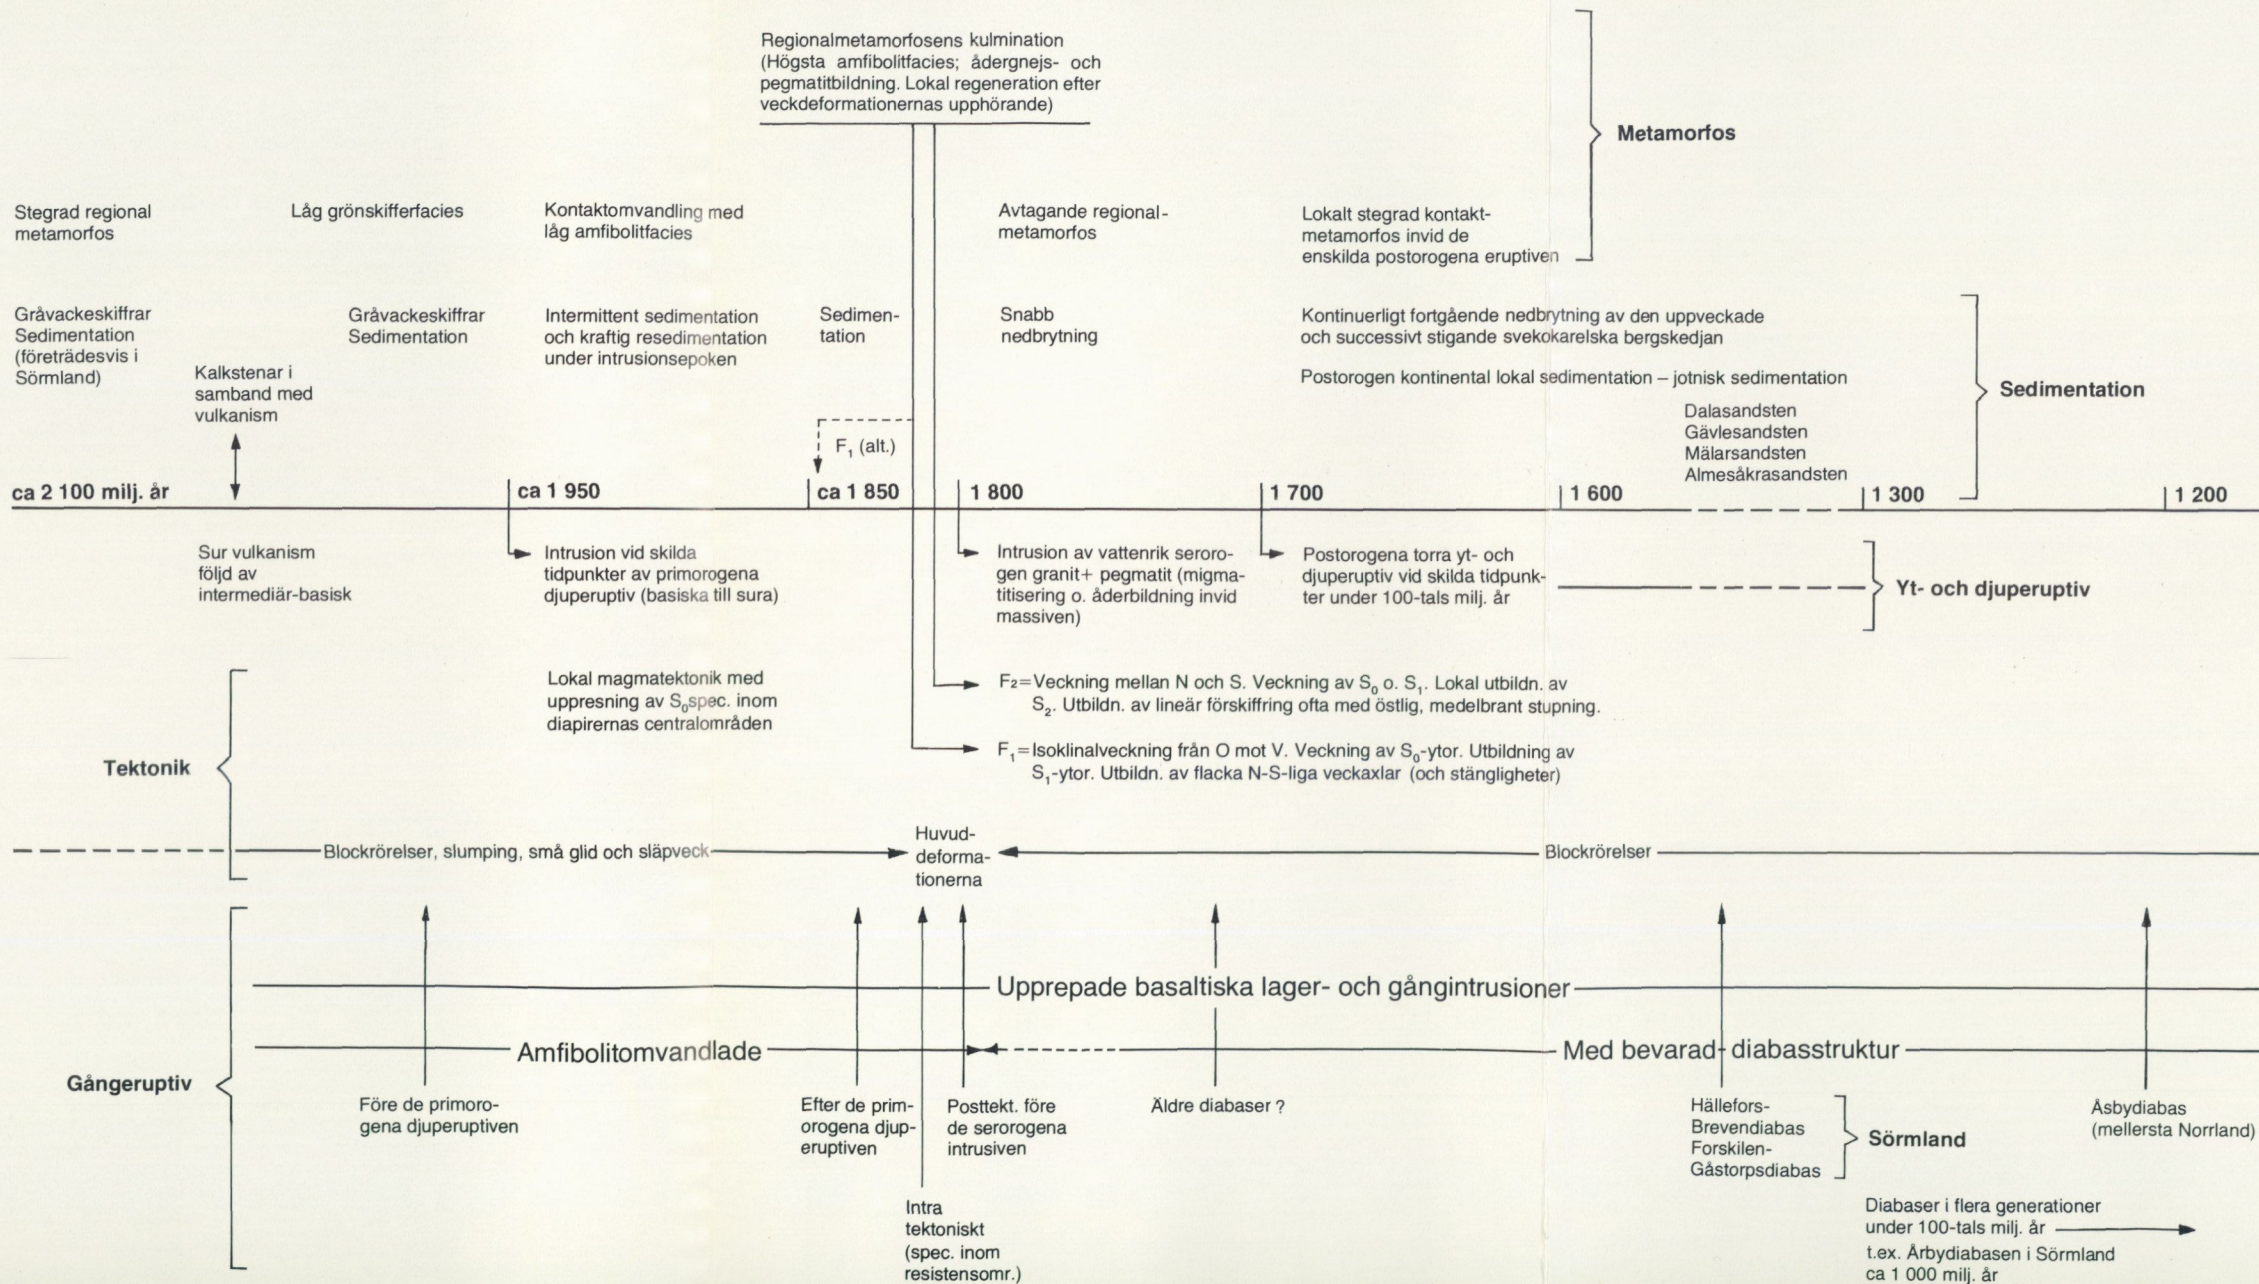 Regionalmetamorfosens kulmination
(Högsta amfibolitfacies; ådergnejs- och
pegmatitbildning. Lokal regeneration efter
veckdeformationernas upphörande)
Metamorfos
Stegrad regional
metamorfos
Låg grönskifferfacies
Kontaktomvandling med
låg amfibolitfacies
Avtagande regional-
metamorfos
Lokalt stegrad kontakt-
metamorfos invid de
enskilda postorogena eruptiven
Gråvackeskiffrar
Sedimentation
(företrädesvis i
Sörmland)
Kalkstenar i
samband med
vulkanism
Gråvackeskiffrar
Sedimentation
Intermittent sedimentation
och kraftig resedimentation
under intrusionsepoken
Sedimen-
tation
Snabb
nedbrytning
Kontinuerligt fortgående nedbrytning av den uppveckade
och successivt stigande svekokarelska bergskedjan
Postorogen kontinental lokal sedimentation – jotnisk sedimentation
Dalasandsten
Gävlesandsten
Mälarsandsten
Almesåkrasandsten
Sedimentation
F₁ (alt.)
ca 2 100 milj. år
ca 1 950
ca 1 850
1 800
1 700
1 600
1 300
1 200
Sur vulkanism
följd av
intermediär-basisk
Intrusion vid skilda
tidpunkter av primorogena
djuperuptiv (basiska till sura)
Intrusion av vattenrik seroro-
gen granit+ pegmatit (migma-
titisering o. åderbildning invid
massiven)
Postorogena torra yt- och
djuperuptiv vid skilda tidpunk-
ter under 100-tals milj. år
Yt- och djuperuptiv
Lokal magmatektonik med
uppresning av S₀spec. inom
diapirernas centralområden
F₂=Veckning mellan N och S. Veckning av S₀ o. S₁. Lokal utbildn. av
S₂. Utbildn. av lineär förskiffring ofta med östlig, medelbrant stupning.
F₁=Isoklinalveckning från O mot V. Veckning av S₀-ytor. Utbildning av
S₁-ytor. Utbildn. av flacka N-S-liga veckaxlar (och stängligheter)
Tektonik
Blockrörelser, slumping, små glid och släpveck
Huvud-
deforma-
tionerna
Blockrörelser
Upprepade basaltiska lager- och gångintrusioner
Amfibolitomvandlade
Med bevarad diabasstruktur
Gångeruptiv
Före de primoro-
gena djuperuptiven
Efter de prim-
orogena djup-
eruptiven
Posttekt. före
de serorogena
intrusiven
Äldre diabaser ?
Hällefors-
Brevendiabas
Forskilen-
Gåstorpsdiabas
Sörmland
Åsbydiabas
(mellersta Norrland)
Intra
tektoniskt
(spec. inom
resistensomr.)
Diabaser i flera generationer
under 100-tals milj. år
t.ex. Årbydiabasen i Sörmland
ca 1 000 milj. år